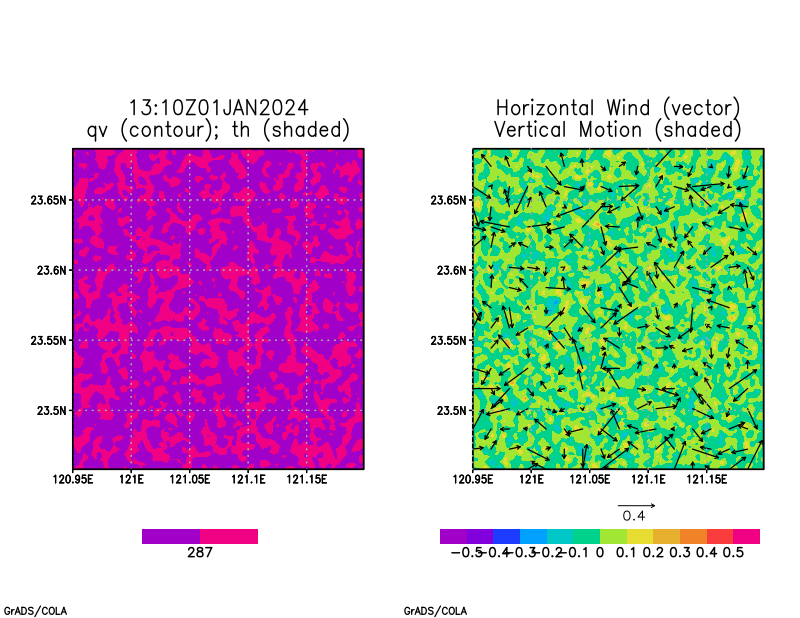 13:10Z01JAN2024
qv (contour); th (shaded)
23.65N
23.6N
23.55N
23.5N
120.95E 121E 121.05E 121.1E 121.15E
287
Horizontal Wind (vector)
Vertical Motion (shaded)
23.65N
23.6N
23.55N
23.5N
120.95E 121E 121.05E 121.1E 121.15E
0.4
-0.5 -0.4 -0.3 -0.2 -0.1 0 0.1 0.2 0.3 0.4 0.5
GrADS/COLA
GrADS/COLA